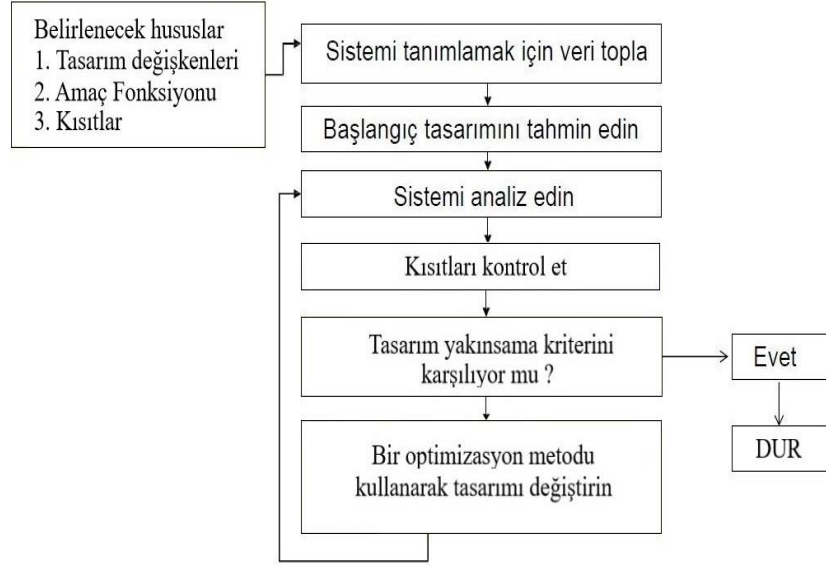 Belirlenecek hususlar
1. Tasarım değişkenleri
2. Amaç Fonksiyonu
3. Kısıtlar
Sistemi tanımlamak için veri topla
Başlangıç tasarımını tahmin edin
Sistemi analiz edin
Kısıtları kontrol et
Tasarım yakınsama kriterini
karşılıyor mu ?
Evet
DUR
Bir optimizasyon metodu
kullanarak tasarımı değiştirin